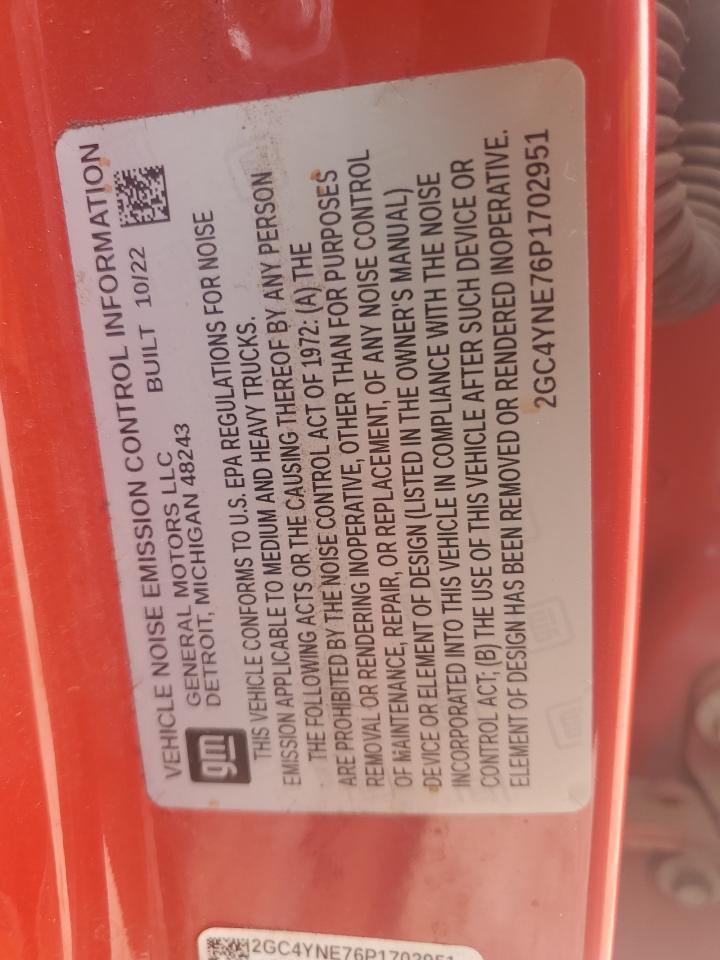 VEHICLE NOISE EMISSION CONTROL INFORMATION
gm
GENERAL MOTORS LLC
DETROIT, MICHIGAN 48243
BUILT 10/22
THIS VEHICLE CONFORMS TO U.S. EPA REGULATIONS FOR NOISE
EMISSION APPLICABLE TO MEDIUM AND HEAVY TRUCKS.
THE FOLLOWING ACTS OR THE CAUSING THEREOF BY ANY PERSON
ARE PROHIBITED BY THE NOISE CONTROL ACT OF 1972: (A) THE
REMOVAL OR RENDERING INOPERATIVE, OTHER THAN FOR PURPOSES
OF MAINTENANCE, REPAIR, OR REPLACEMENT, OF ANY NOISE CONTROL
DEVICE OR ELEMENT OF DESIGN (LISTED IN THE OWNER'S MANUAL)
INCORPORATED INTO THIS VEHICLE IN COMPLIANCE WITH THE NOISE
CONTROL ACT; (B) THE USE OF THIS VEHICLE AFTER SUCH DEVICE OR
ELEMENT OF DESIGN HAS BEEN REMOVED OR RENDERED INOPERATIVE.
2GC4YNE76P1702951
2GC4YNE76P1702951